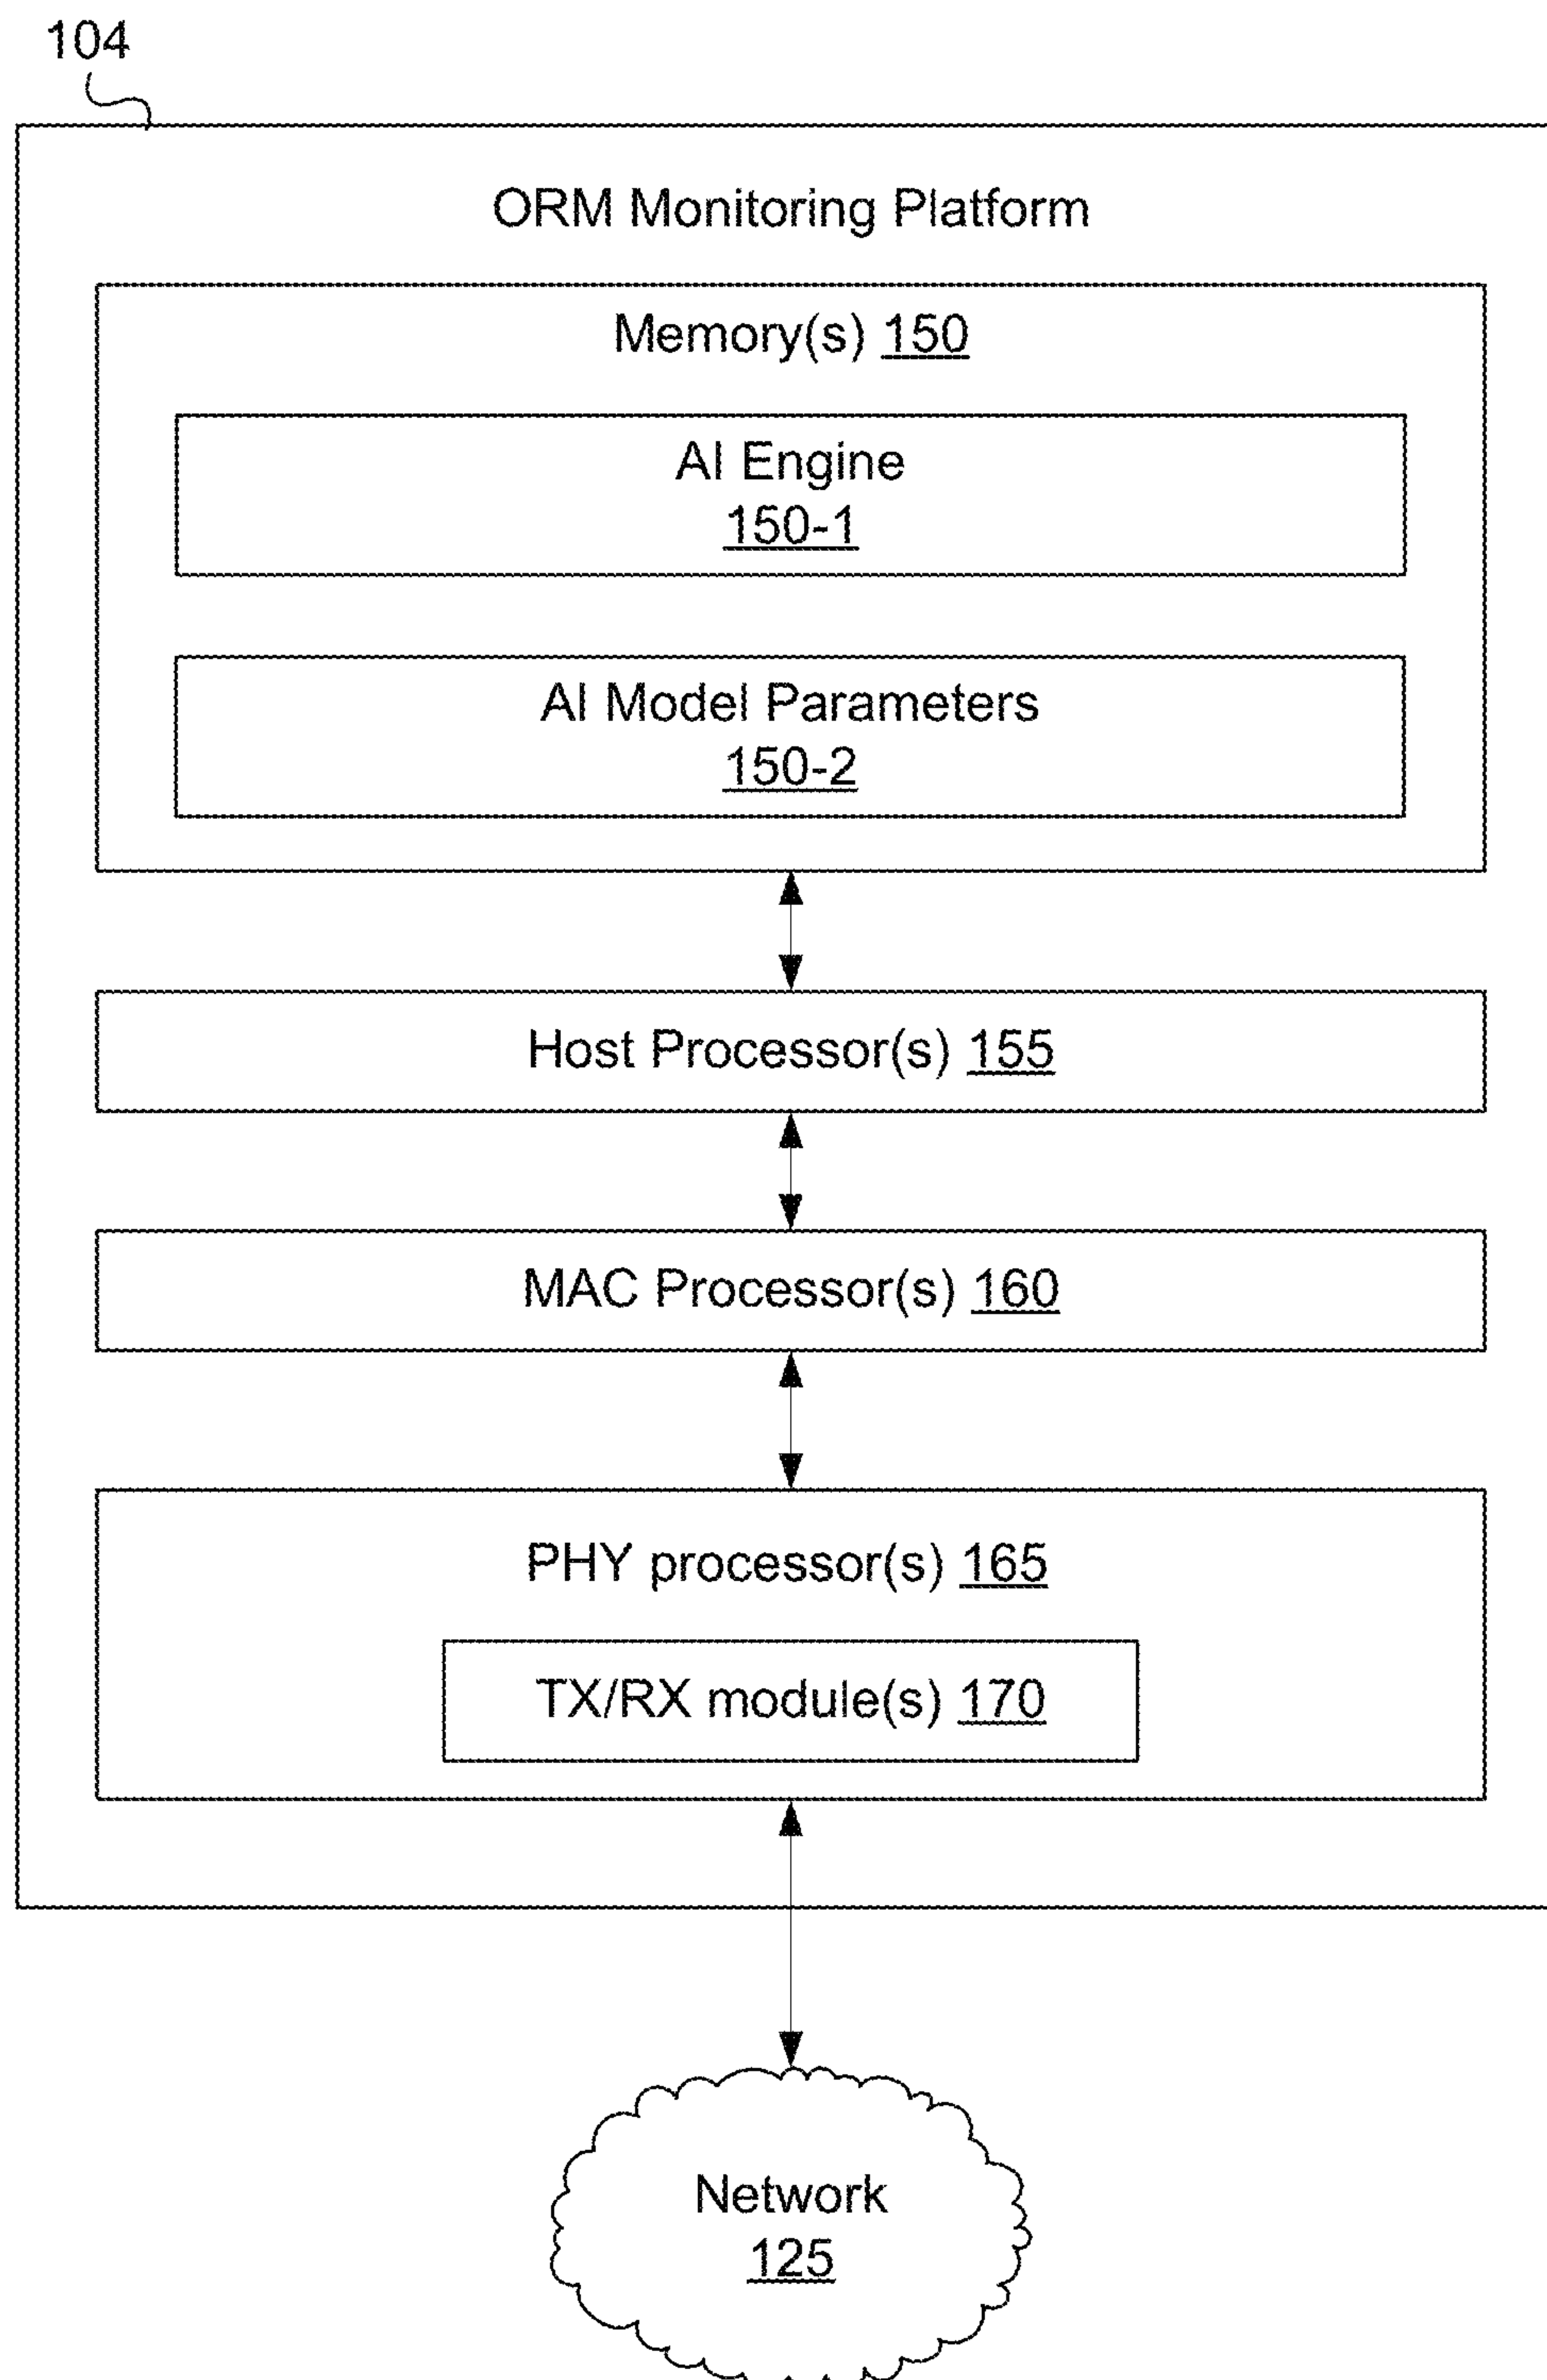 104
ORM Monitoring Platform
Memory(s) 150
AI Engine
150-1
AI Model Parameters
150-2
Host Processor(s) 155
MAC Processor(s) 160
PHY processor(s) 165
TX/RX module(s) 170
Network
125